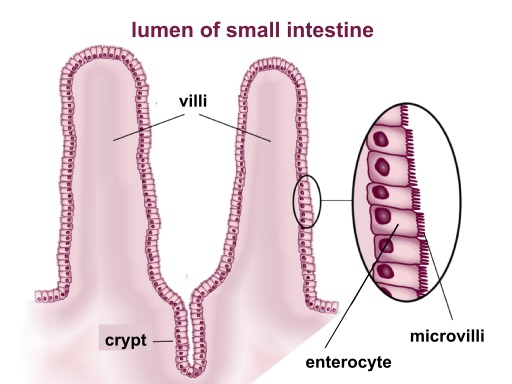 lumen of small intestine
villi
crypt
microvilli
enterocyte